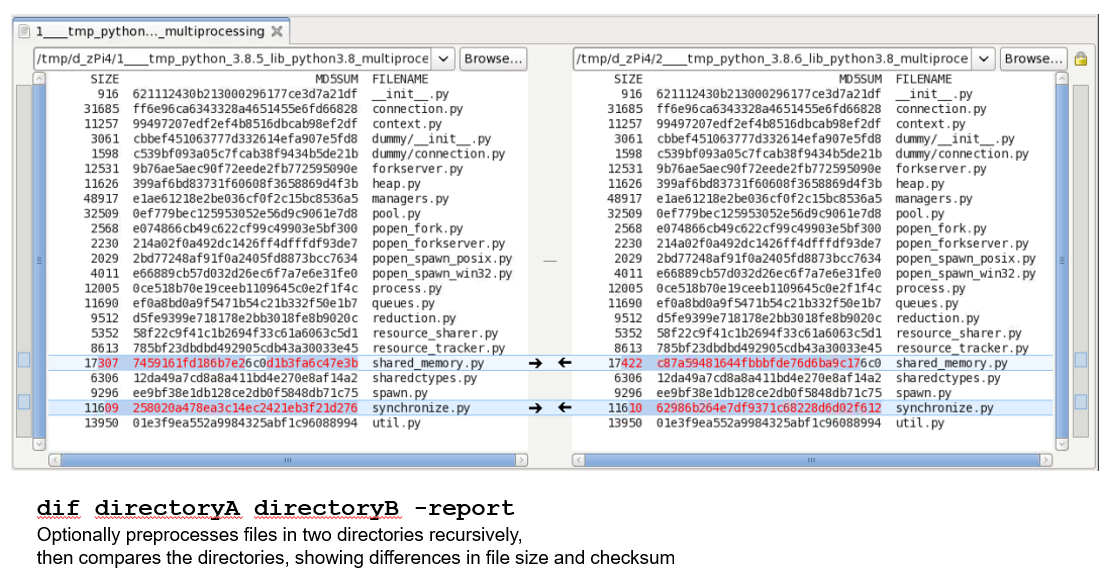 1___tmp_python..._multiprocessing
/tmp/d_zPi4/1___tmp_python_3.8.5_lib_python3.8_multiproce Browse...
SIZE MD5SUM FILENAME
916 621112430b213000296177ce3d7a21df __init__.py
31685 ff6e96ca6343328a4651455e6fd66828 connection.py
11257 99497207edf2ef4b8516dbcab98ef2df context.py
3061 cbbef451063777d332614efa907e5fd8 dummy/__init__.py
1598 c539bf093a05c7fcab38f9434b5de21b dummy/connection.py
12531 9b76ae5aec90f72eede2fb772595090e forkserver.py
11626 399af6bd83731f60608f3658869d4f3b heap.py
48917 e1ae61218e2be036cf0f2c15bc8536a5 managers.py
32509 0ef779bec125953052e56d9c9061e7d8 pool.py
2568 e074866cb49c622cf99c49903e5bf300 popen_fork.py
2230 214a02f0a492dc1426ff4dfffdf93de7 popen_forkserver.py
2029 2bd77248af91f0a2405fd8873bcc7634 popen_spawn_posix.py
4011 e66889cb57d032d26ec6f7a7e6e31fe0 popen_spawn_win32.py
12005 0ce518b70e19ceeb1109645c0e2f1f4c process.py
11690 ef0a8bd0a9f5471b54c21b332f50e1b7 queues.py
9512 d5fe9399e718178e2bb3018fe8b9020c reduction.py
5352 58f22c9f41c1b2694f33c61a6063c5d1 resource_sharer.py
8613 785bf23dbdbd492905cdb43a30033e45 resource_tracker.py
17307 7459161fd186b7e26c0d1b3fa6c47e3b shared_memory.py
6306 12da49a7cd8a8a411bd4e270e8af14a2 sharedctypes.py
9296 ee9bf38e1db128ce2db0f5848db71c75 spawn.py
11609 258020a478ea3c14ec2421eb3f21d276 synchronize.py
13950 01e3f9ea552a9984325abf1c96088994 util.py
/tmp/d_zPi4/2___tmp_python_3.8.6_lib_python3.8_multiproce Browse...
SIZE MD5SUM FILENAME
916 621112430b213000296177ce3d7a21df __init__.py
31685 ff6e96ca6343328a4651455e6fd66828 connection.py
11257 99497207edf2ef4b8516dbcab98ef2df context.py
3061 cbbef451063777d332614efa907e5fd8 dummy/__init__.py
1598 c539bf093a05c7fcab38f9434b5de21b dummy/connection.py
12531 9b76ae5aec90f72eede2fb772595090e forkserver.py
11626 399af6bd83731f60608f3658869d4f3b heap.py
48917 e1ae61218e2be036cf0f2c15bc8536a5 managers.py
32509 0ef779bec125953052e56d9c9061e7d8 pool.py
2568 e074866cb49c622cf99c49903e5bf300 popen_fork.py
2230 214a02f0a492dc1426ff4dfffdf93de7 popen_forkserver.py
2029 2bd77248af91f0a2405fd8873bcc7634 popen_spawn_posix.py
4011 e66889cb57d032d26ec6f7a7e6e31fe0 popen_spawn_win32.py
12005 0ce518b70e19ceeb1109645c0e2f1f4c process.py
11690 ef0a8bd0a9f5471b54c21b332f50e1b7 queues.py
9512 d5fe9399e718178e2bb3018fe8b9020c reduction.py
5352 58f22c9f41c1b2694f33c61a6063c5d1 resource_sharer.py
8613 785bf23dbdbd492905cdb43a30033e45 resource_tracker.py
17422 c87a59481644fbbbfde76d6ba9c176c0 shared_memory.py
6306 12da49a7cd8a8a411bd4e270e8af14a2 sharedctypes.py
9296 ee9bf38e1db128ce2db0f5848db71c75 spawn.py
11610 62986b264e7df9371c68228d6d02f612 synchronize.py
13950 01e3f9ea552a9984325abf1c96088994 util.py
dif directoryA directoryB -report
Optionally preprocesses files in two directories recursively,
then compares the directories, showing differences in file size and checksum